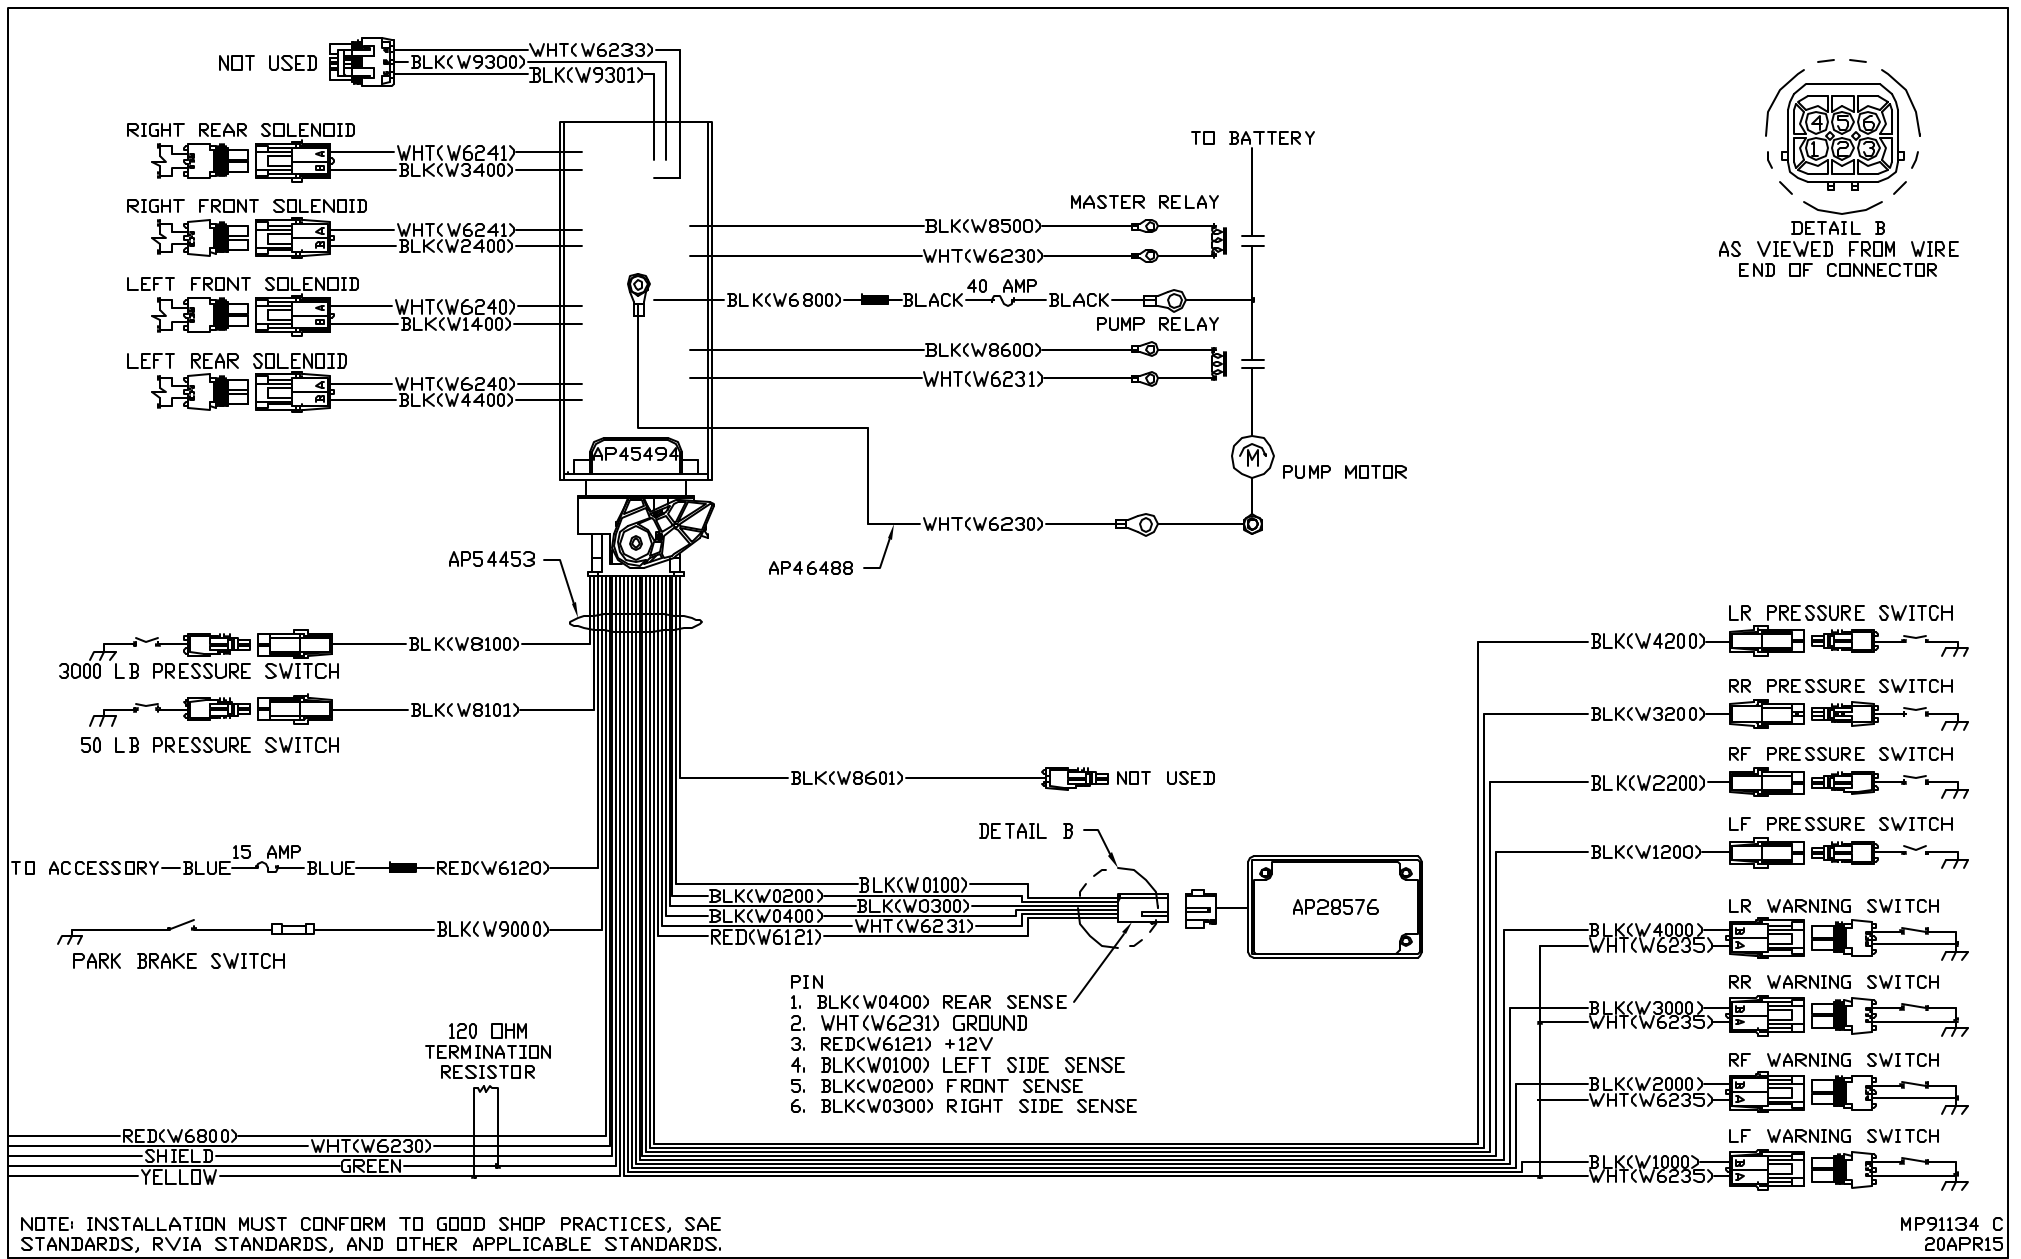 NOT USED
WHT(W6233)
BLK(W9300)
BLK(W9301)
RIGHT REAR SOLENOID
WHT(W6241)
BLK(W3400)
A
B
RIGHT FRONT SOLENOID
WHT(W6241)
BLK(W2400)
A
B
LEFT FRONT SOLENOID
WHT(W6240)
BLK(W1400)
A
B
LEFT REAR SOLENOID
WHT(W6240)
BLK(W4400)
A
B
TO BATTERY
MASTER RELAY
BLK(W8500)
WHT(W6230)
BLK(W6800)
BLACK
40 AMP
BLACK
PUMP RELAY
BLK(W8600)
WHT(W6231)
M
PUMP MOTOR
WHT(W6230)
AP46488
AP45494
AP54453
4 5 6
1 2 3
DETAIL B
AS VIEWED FROM WIRE
END OF CONNECTOR
BLK(W8100)
3000 LB PRESSURE SWITCH
BLK(W8101)
50 LB PRESSURE SWITCH
TO ACCESSORY
BLUE
15 AMP
BLUE
RED(W6120)
BLK(W9000)
PARK BRAKE SWITCH
120 OHM
TERMINATION
RESISTOR
RED(W6800)
WHT(W6230)
SHIELD
GREEN
YELLOW
BLK(W8601)
NOT USED
DETAIL B
BLK(W0100)
BLK(W0200)
BLK(W0300)
BLK(W0400)
WHT(W6231)
RED(W6121)
AP28576
PIN
1. BLK(W0400) REAR SENSE
2. WHT(W6231) GROUND
3. RED(W6121) +12V
4. BLK(W0100) LEFT SIDE SENSE
5. BLK(W0200) FRONT SENSE
6. BLK(W0300) RIGHT SIDE SENSE
LR PRESSURE SWITCH
BLK(W4200)
RR PRESSURE SWITCH
BLK(W3200)
RF PRESSURE SWITCH
BLK(W2200)
LF PRESSURE SWITCH
BLK(W1200)
LR WARNING SWITCH
BLK(W4000)
WHT(W6235)
B
A
RR WARNING SWITCH
BLK(W3000)
WHT(W6235)
B
A
RF WARNING SWITCH
BLK(W2000)
WHT(W6235)
B
A
LF WARNING SWITCH
BLK(W1000)
WHT(W6235)
B
A
NOTE: INSTALLATION MUST CONFORM TO GOOD SHOP PRACTICES, SAE
STANDARDS, RVIA STANDARDS, AND OTHER APPLICABLE STANDARDS.
MP91134 C
20APR15